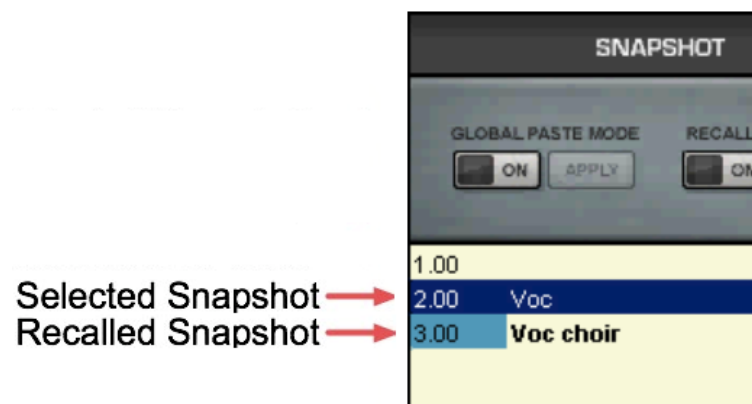 SNAPSHOT
GLOBAL PASTE MODE RECALL
ON APPLY
1.00
Selected Snapshot 2.00 Voc
Recalled Snapshot 3.00 Voc choir